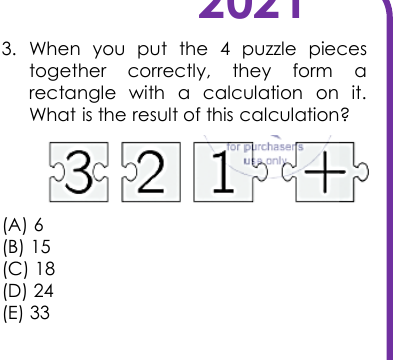 2021
3. When you put the 4 puzzle pieces
together correctly, they form a
rectangle with a calculation on it.
What is the result of this calculation?
for purchaser's
use only
3 2 1 +
(A) 6
(B) 15
(C) 18
(D) 24
(E) 33